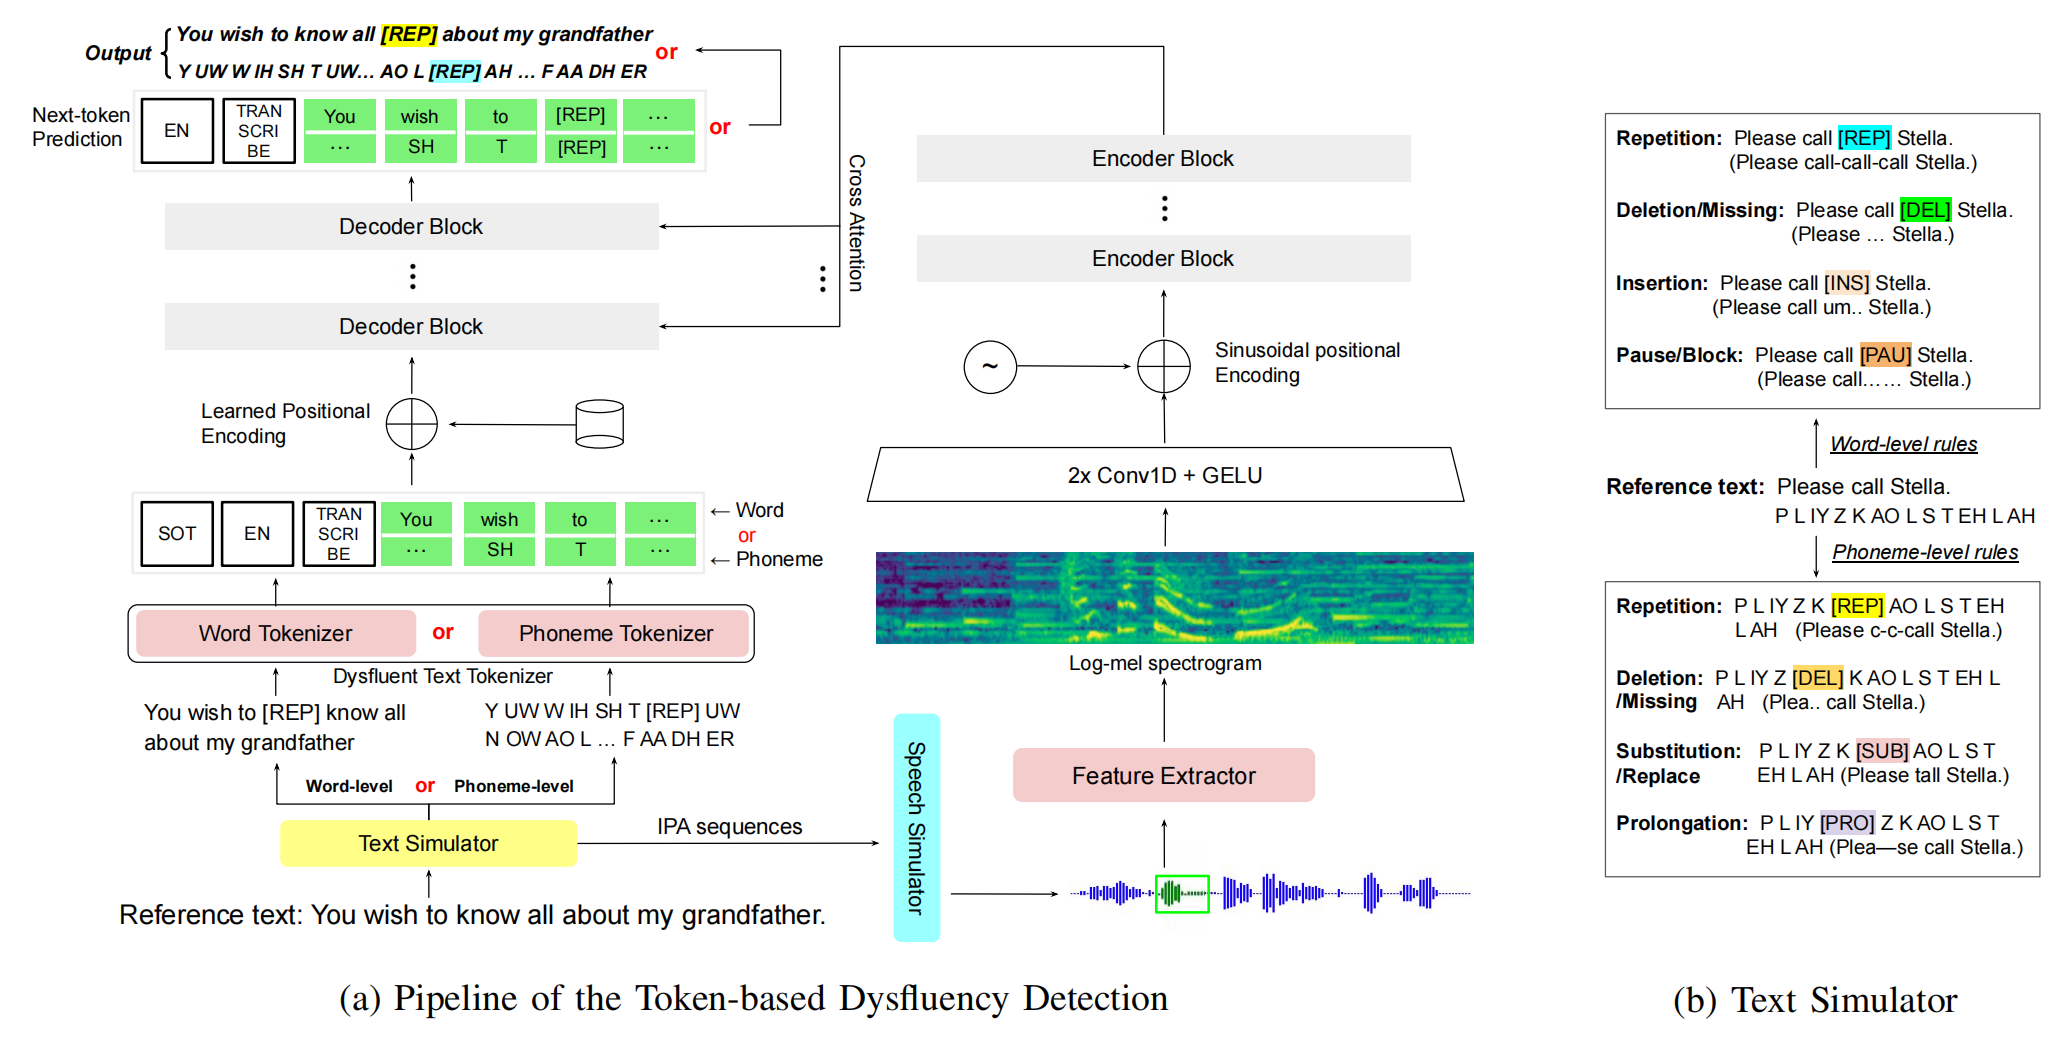 You wish to know all [REP] about my grandfather
Output
or
Y UW W IH SH T UW... AO L [REP] AH ... F AA DH ER
Next-token
Prediction
EN
TRAN
SCRI
BE
You wish to [REP] ...
... SH T [REP] ...
or
Decoder Block
Decoder Block
Cross Attention
Learned Positional
Encoding
SOT
EN
TRAN
SCRI
BE
You wish to ...
... SH T ...
← Word
or
← Phoneme
Word Tokenizer or Phoneme Tokenizer
Dysfluent Text Tokenizer
You wish to [REP] know all
about my grandfather
Y UW W IH SH T [REP] UW
N OW AO L ... F AA DH ER
Word-level or Phoneme-level
Text Simulator
IPA sequences
Reference text: You wish to know all about my grandfather.
Encoder Block
Encoder Block
~
Sinusoidal positional
Encoding
2x Conv1D + GELU
Log-mel spectrogram
Feature Extractor
Speech Simulator
(a) Pipeline of the Token-based Dysfluency Detection
Repetition: Please call [REP] Stella.
(Please call-call-call Stella.)
Deletion/Missing: Please call [DEL] Stella.
(Please ... Stella.)
Insertion: Please call [INS] Stella.
(Please call um.. Stella.)
Pause/Block: Please call [PAU] Stella.
(Please call...... Stella.)
Word-level rules
Reference text: Please call Stella.
P L IY Z K AO L S T EH L AH
Phoneme-level rules
Repetition: P L IY Z K [REP] AO L S T EH
L AH (Please c-c-call Stella.)
Deletion: P L IY Z [DEL] K AO L S T EH L
/Missing AH (Plea.. call Stella.)
Substitution: P L IY Z K [SUB] AO L S T
/Replace EH L AH (Please tall Stella.)
Prolongation: P L IY [PRO] Z K AO L S T
EH L AH (Plea—se call Stella.)
(b) Text Simulator